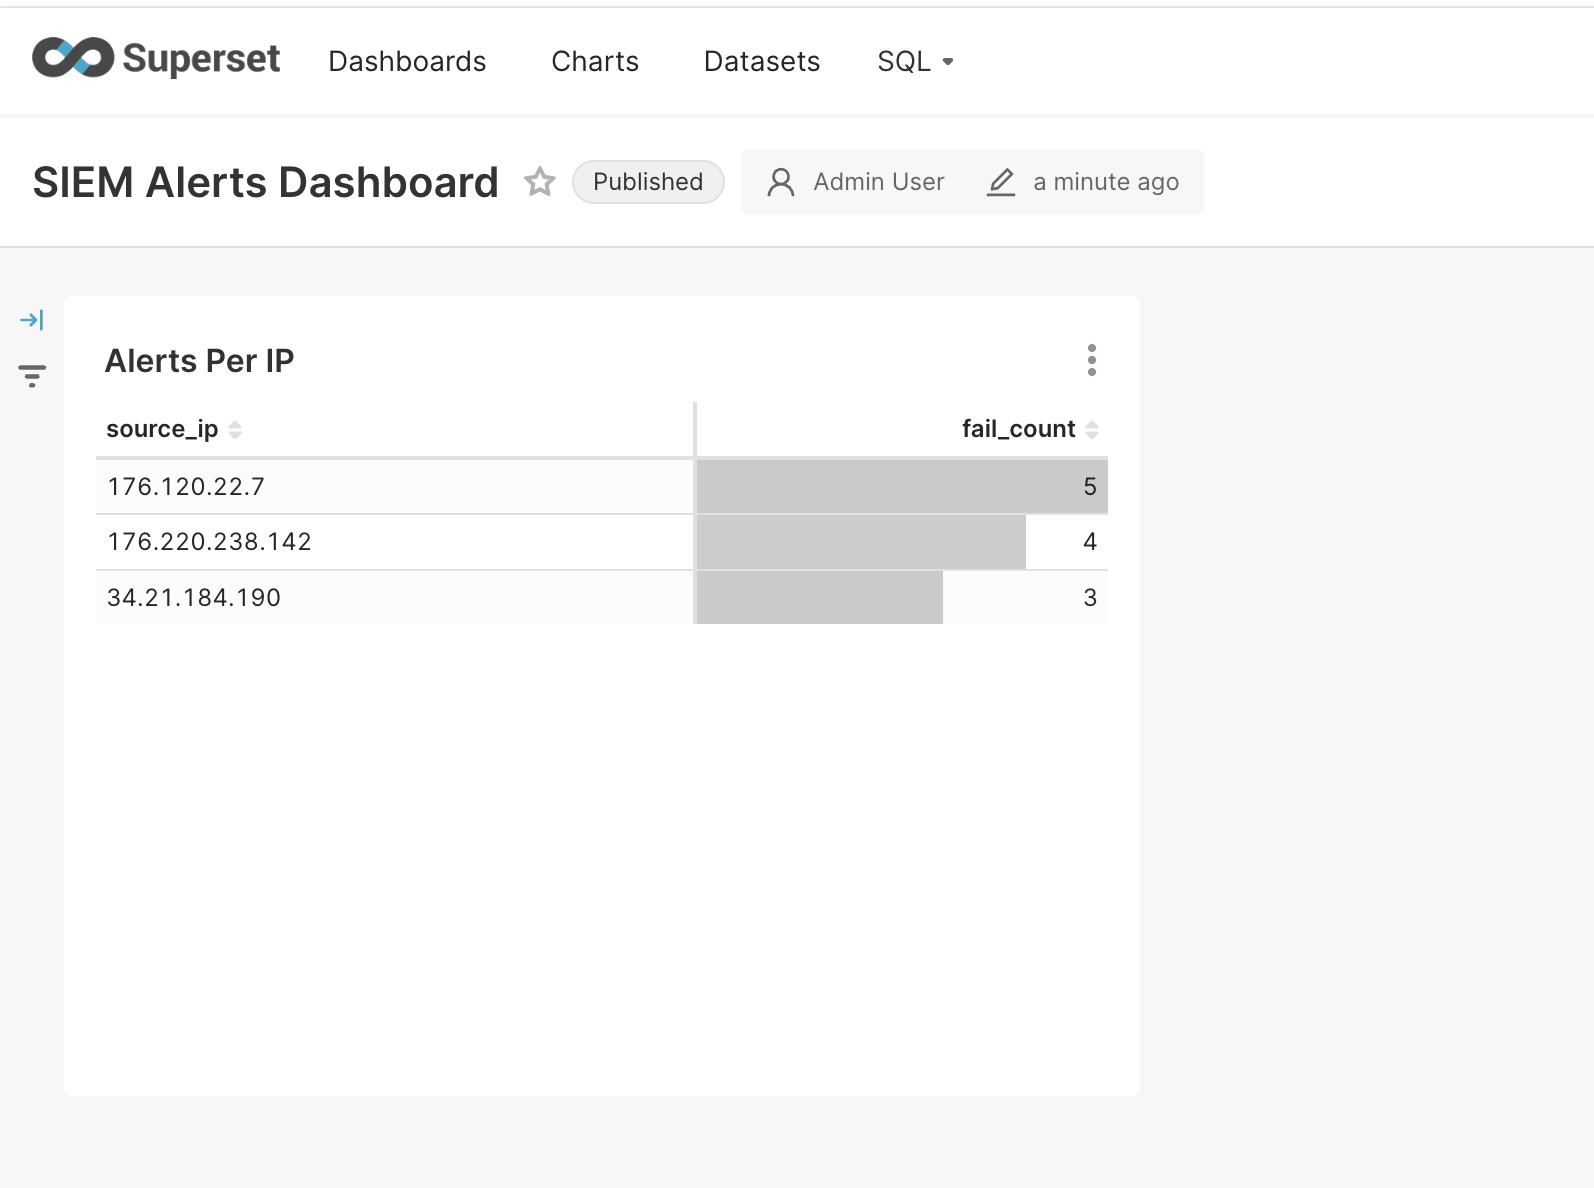 Superset Dashboards Charts Datasets SQL
SIEM Alerts Dashboard Published Admin User a minute ago
Alerts Per IP
source_ip fail_count
176.120.22.7 5
176.220.238.142 4
34.21.184.190 3